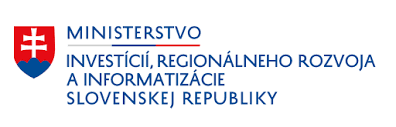 MINISTERSTVO
INVESTÍCIÍ, REGIONÁLNEHO ROZVOJA
A INFORMATIZÁCIE
SLOVENSKEJ REPUBLIKY